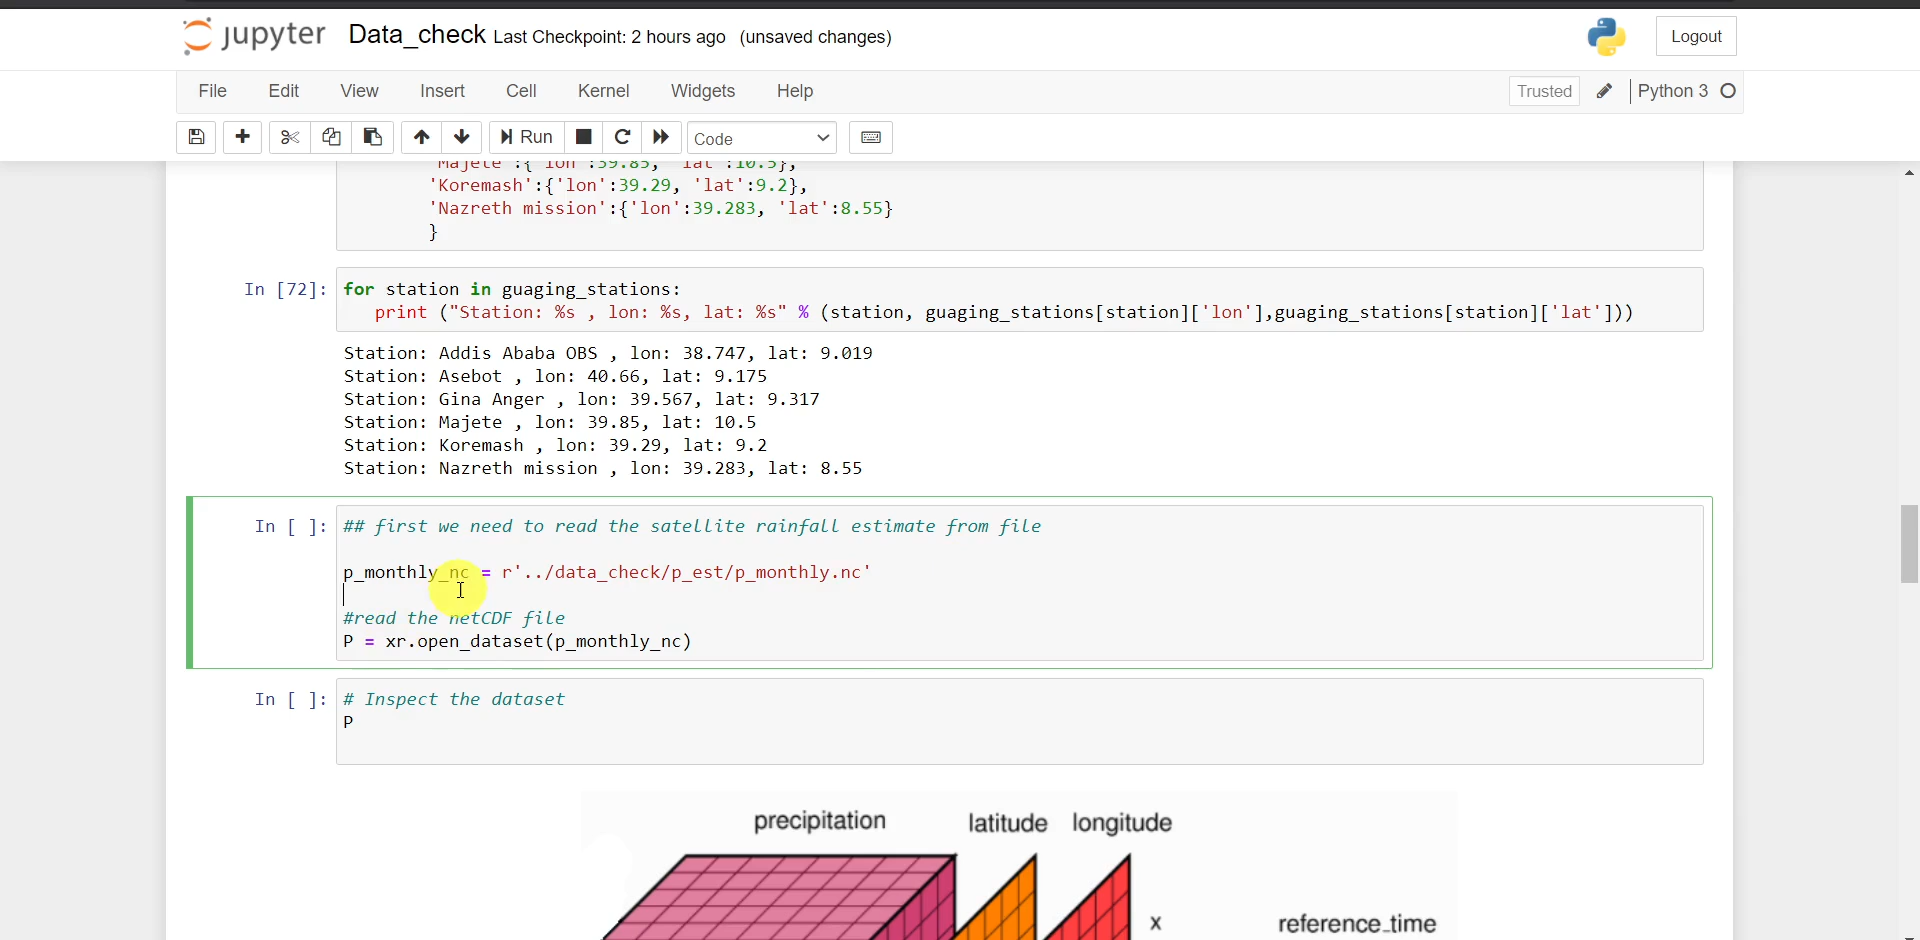 jupyter Data_check Last Checkpoint: 2 hours ago (unsaved changes) Logout
File Edit View Insert Cell Kernel Widgets Help Trusted Python 3
Run Code
'Majete':{'lon':39.85, 'lat':10.5},
'Koremash':{'lon':39.29, 'lat':9.2},
'Nazreth mission':{'lon':39.283, 'lat':8.55}
}
In [72]: for station in guaging_stations:
print ("Station: %s , lon: %s, lat: %s" % (station, guaging_stations[station]['lon'],guaging_stations[station]['lat']))
Station: Addis Ababa OBS , lon: 38.747, lat: 9.019
Station: Asebot , lon: 40.66, lat: 9.175
Station: Gina Anger , lon: 39.567, lat: 9.317
Station: Majete , lon: 39.85, lat: 10.5
Station: Koremash , lon: 39.29, lat: 9.2
Station: Nazreth mission , lon: 39.283, lat: 8.55
In [ ]: ## first we need to read the satellite rainfall estimate from file
p_monthly_nc = r'../data_check/p_est/p_monthly.nc'
#read the netCDF file
P = xr.open_dataset(p_monthly_nc)
In [ ]: # Inspect the dataset
P
precipitation latitude longitude
x reference_time